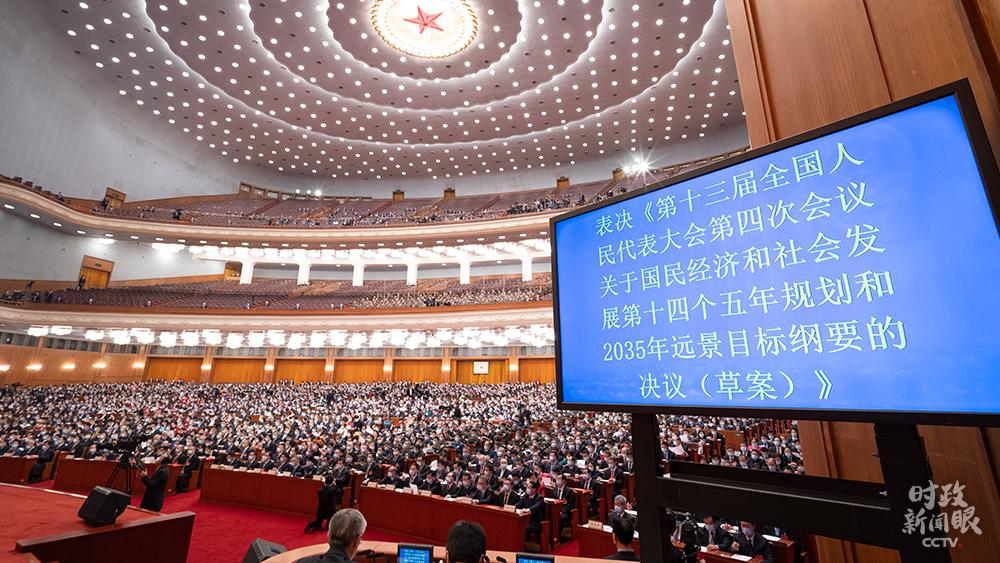 表决《第十三届全国人
民代表大会第四次会议
关于国民经济和社会发
展第十四个五年规划和
2035年远景目标纲要的
决议（草案）》
时政
新闻眼
CCTV